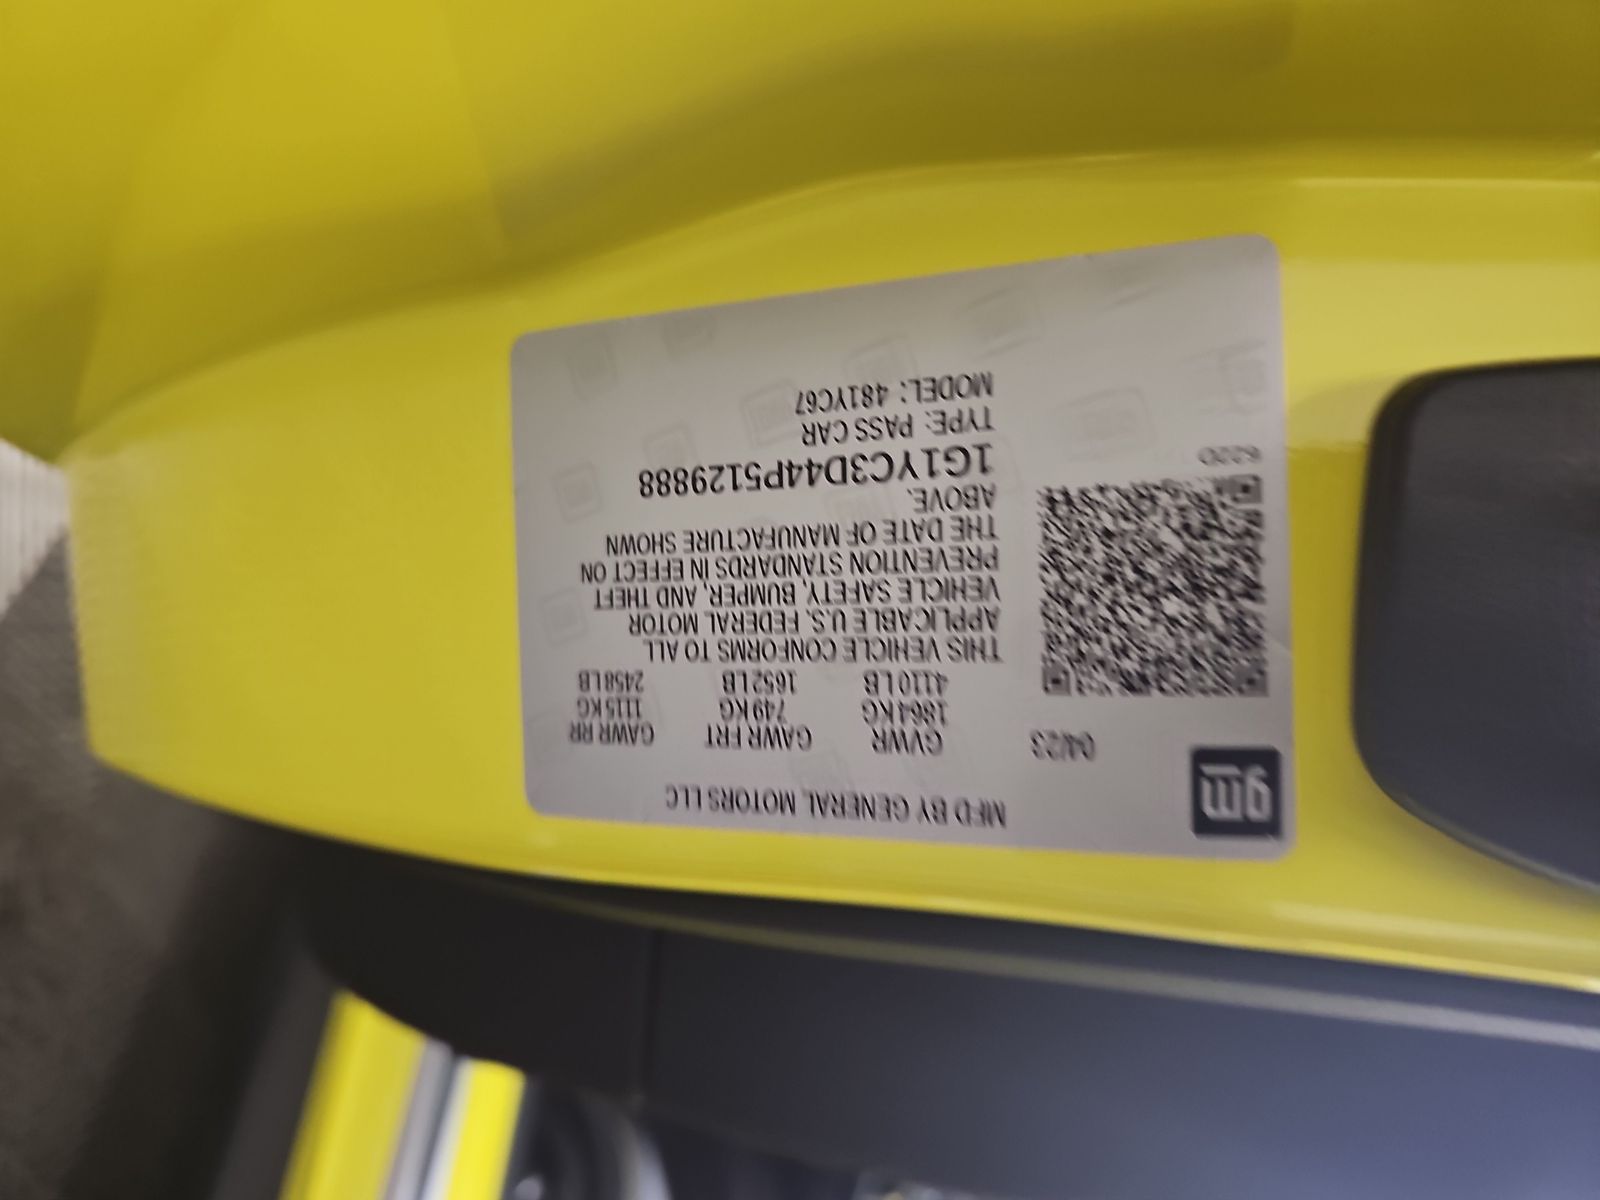 MFD BY GENERAL MOTORS LLC
gm
04/23
GVWR GAWR FRT GAWR RR
1864 KG 749 KG 1115 KG
4110 LB 1652 LB 2458 LB
THIS VEHICLE CONFORMS TO ALL
APPLICABLE U.S. FEDERAL MOTOR
VEHICLE SAFETY, BUMPER, AND THEFT
PREVENTION STANDARDS IN EFFECT ON
THE DATE OF MANUFACTURE SHOWN
ABOVE.
1G1YC3D44P5129888
TYPE: PASS CAR
MODEL: 481YC67